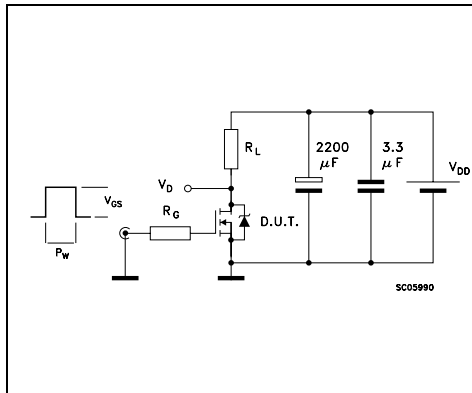 R_L
2200
μF
3.3
μF
V_DD
V_D
V_GS
R_G
D.U.T.
P_W
SC05990